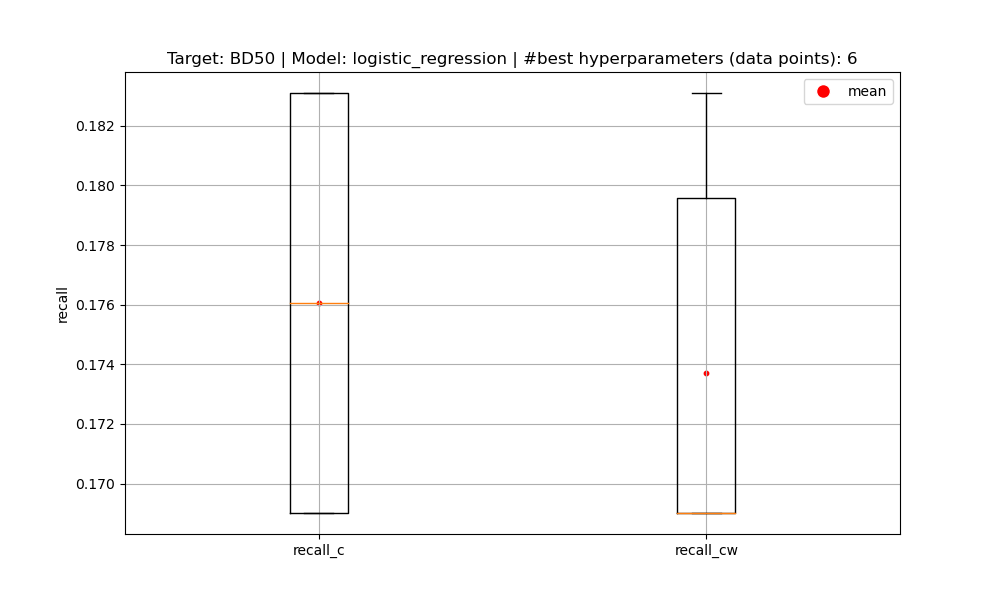 Target: BD50 | Model: logistic_regression | #best hyperparameters (data points): 6
mean
0.182
0.180
0.178
0.176
0.174
0.172
0.170
recall
recall_c
recall_cw